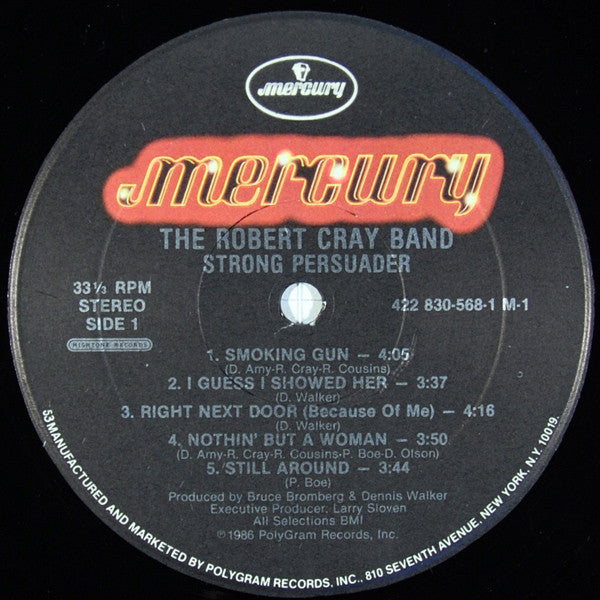 mercury
mercury
THE ROBERT CRAY BAND
STRONG PERSUADER
33⅓ RPM
STEREO
SIDE 1
HIGHTONE RECORDS
422 830-568-1 M-1
1. SMOKING GUN – 4:05
(D. Amy-R. Cray-R. Cousins)
2. I GUESS I SHOWED HER – 3:37
(D. Walker)
3. RIGHT NEXT DOOR (Because Of Me) – 4:16
(D. Walker)
4. NOTHIN' BUT A WOMAN – 3:50
(D. Amy-R. Cray-R. Cousins-P. Boe-D. Olson)
5. STILL AROUND – 3:44
(P. Boe)
Produced by Bruce Bromberg & Dennis Walker
Executive Producer: Larry Sloven
All Selections BMI
℗ 1986 PolyGram Records, Inc.
53 MANUFACTURED AND MARKETED BY POLYGRAM RECORDS, INC., 810 SEVENTH AVENUE, NEW YORK, N.Y. 10019.